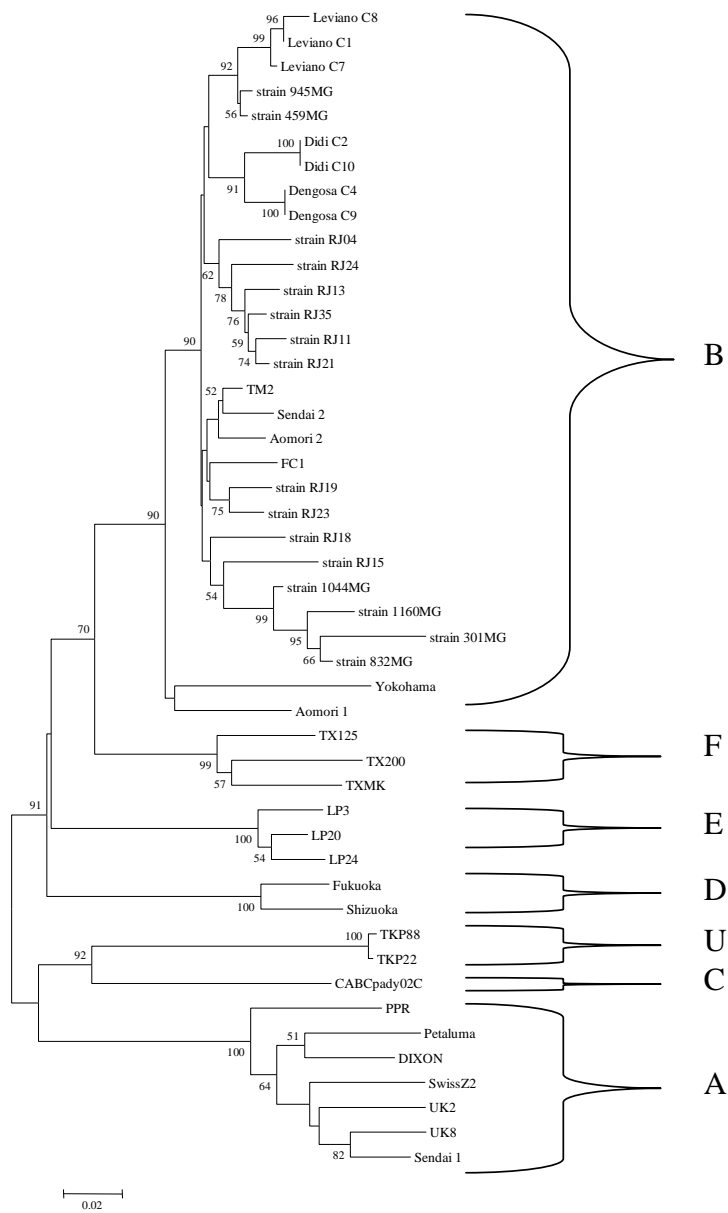 96
Leviano C8
99
Leviano C1
92
Leviano C7
strain 945MG
56
strain 459MG
100
Didi C2
Didi C10
91
Dengosa C4
100
Dengosa C9
strain RJ04
62
strain RJ24
78
strain RJ13
76
strain RJ35
59
strain RJ11
74
strain RJ21
90
B
52
TM2
Sendai 2
Aomori 2
FC1
strain RJ19
75
strain RJ23
90
strain RJ18
strain RJ15
54
strain 1044MG
99
strain 1160MG
95
strain 301MG
66
strain 832MG
70
Yokohama
Aomori 1
TX125
99
TX200
57
TXMK
F
91
LP3
100
LP20
54
LP24
E
Fukuoka
100
Shizuoka
D
100
TKP88
92
TKP22
U
CABCpady02C
C
PPR
100
51
Petaluma
DIXON
64
SwissZ2
UK2
UK8
82
Sendai 1
A
0.02